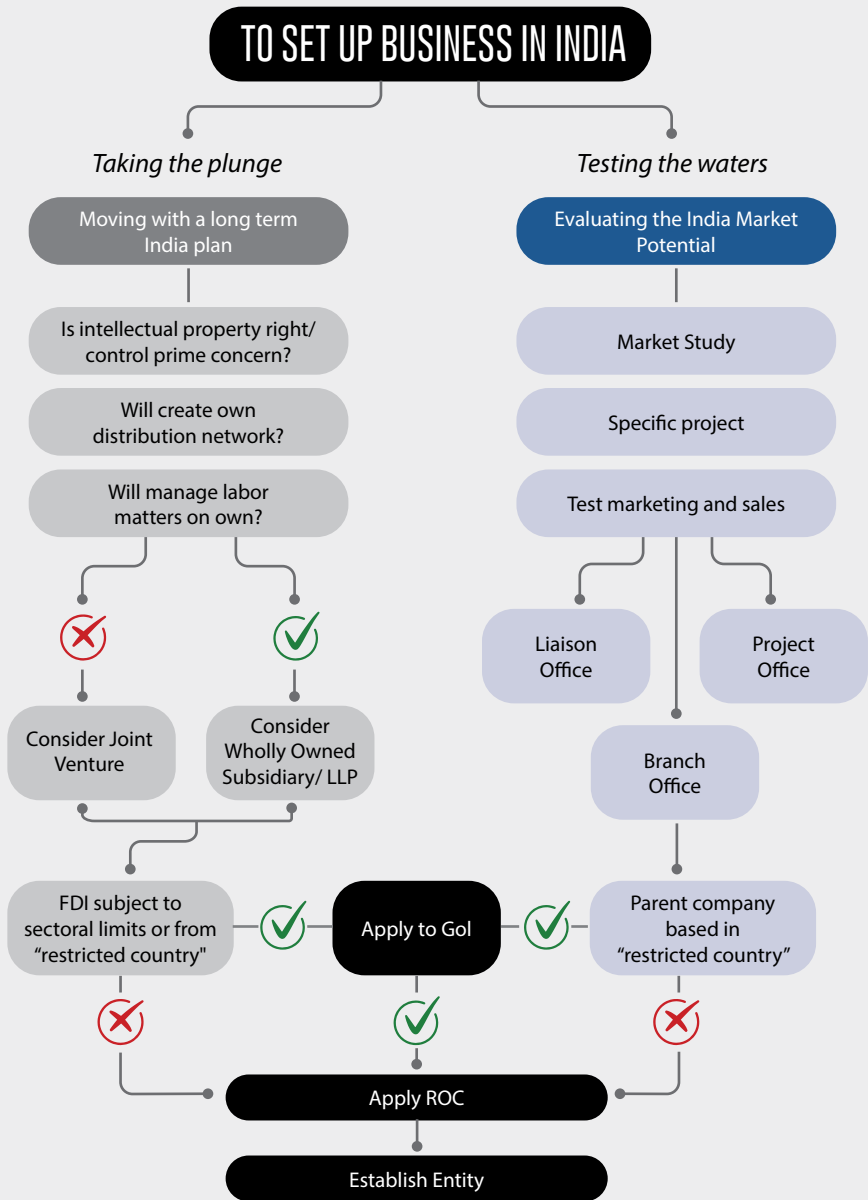 TO SET UP BUSINESS IN INDIA
Taking the plunge
Moving with a long term
India plan
Is intellectual property right/
control prime concern?
Will create own
distribution network?
Will manage labor
matters on own?
Consider Joint
Venture
Consider
Wholly Owned
Subsidiary/ LLP
FDI subject to
sectoral limits or from
“restricted country"
Testing the waters
Evaluating the India Market
Potential
Market Study
Specific project
Test marketing and sales
Liaison
Office
Project
Office
Branch
Office
Parent company
based in
“restricted country”
Apply to GoI
Apply ROC
Establish Entity